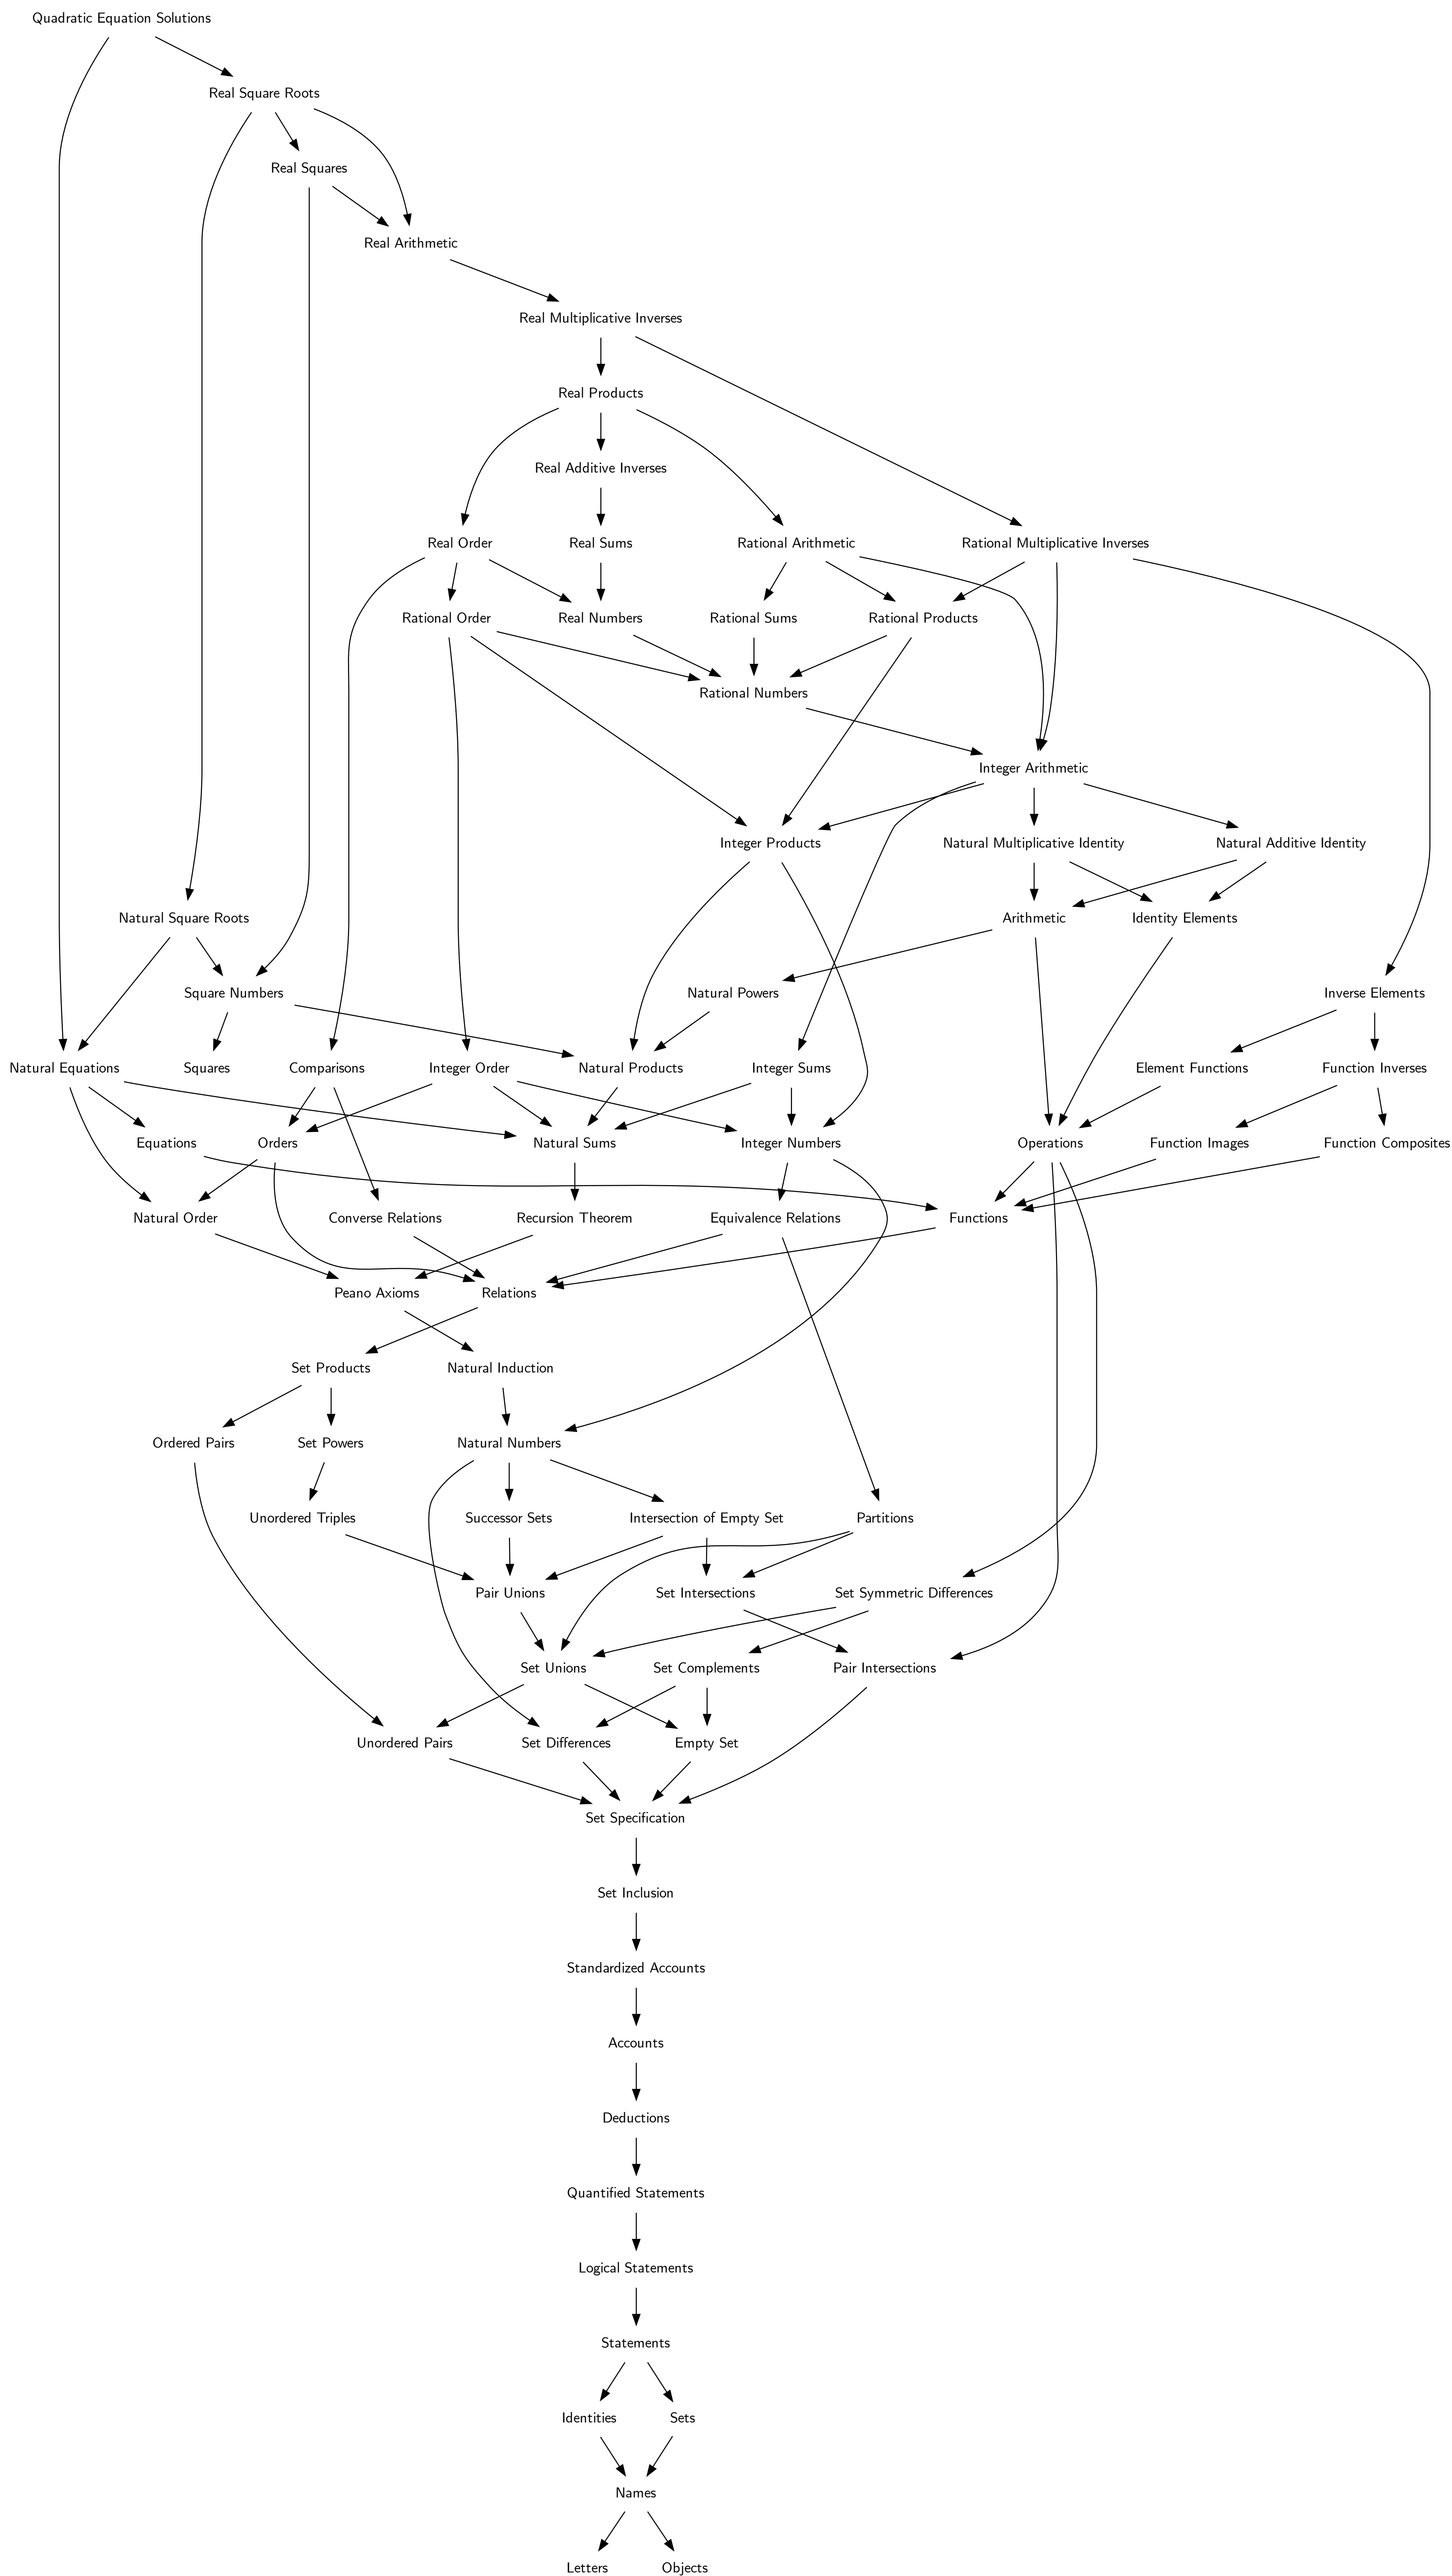 Quadratic Equation Solutions
Real Square Roots
Real Squares
Real Arithmetic
Real Multiplicative Inverses
Real Products
Real Additive Inverses
Real Order
Real Sums
Rational Arithmetic
Rational Multiplicative Inverses
Rational Order
Real Numbers
Rational Sums
Rational Products
Rational Numbers
Integer Arithmetic
Integer Products
Natural Multiplicative Identity
Natural Additive Identity
Natural Square Roots
Arithmetic
Identity Elements
Square Numbers
Natural Powers
Inverse Elements
Natural Equations
Squares
Comparisons
Integer Order
Natural Products
Integer Sums
Element Functions
Function Inverses
Equations
Orders
Natural Sums
Integer Numbers
Operations
Function Images
Function Composites
Natural Order
Converse Relations
Recursion Theorem
Equivalence Relations
Functions
Peano Axioms
Relations
Set Products
Natural Induction
Ordered Pairs
Set Powers
Natural Numbers
Unordered Triples
Successor Sets
Intersection of Empty Set
Partitions
Pair Unions
Set Intersections
Set Symmetric Differences
Set Unions
Set Complements
Pair Intersections
Unordered Pairs
Set Differences
Empty Set
Set Specification
Set Inclusion
Standardized Accounts
Accounts
Deductions
Quantified Statements
Logical Statements
Statements
Identities
Sets
Names
Letters
Objects